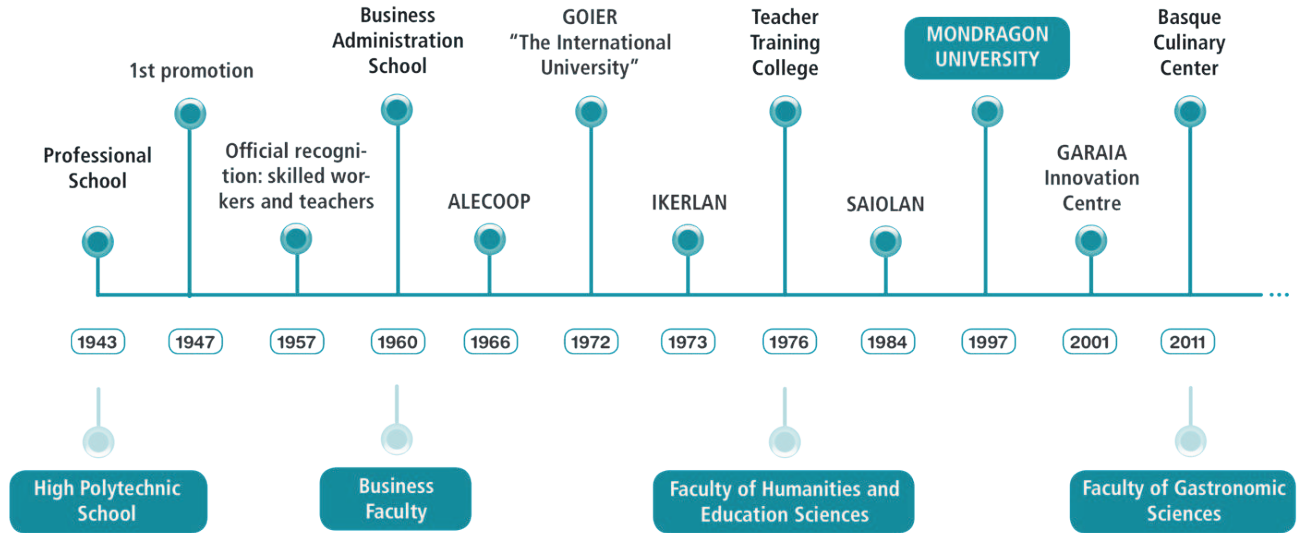 Professional
School
1st promotion
Official recogni-
tion: skilled wor-
kers and teachers
Business
Administration
School
ALECOOP
GOIER
“The International
University”
IKERLAN
Teacher
Training
College
SAIOLAN
MONDRAGON
UNIVERSITY
GARAIA
Innovation
Centre
Basque
Culinary
Center
...
1943
1947
1957
1960
1966
1972
1973
1976
1984
1997
2001
2011
High Polytechnic
School
Business
Faculty
Faculty of Humanities and
Education Sciences
Faculty of Gastronomic
Sciences